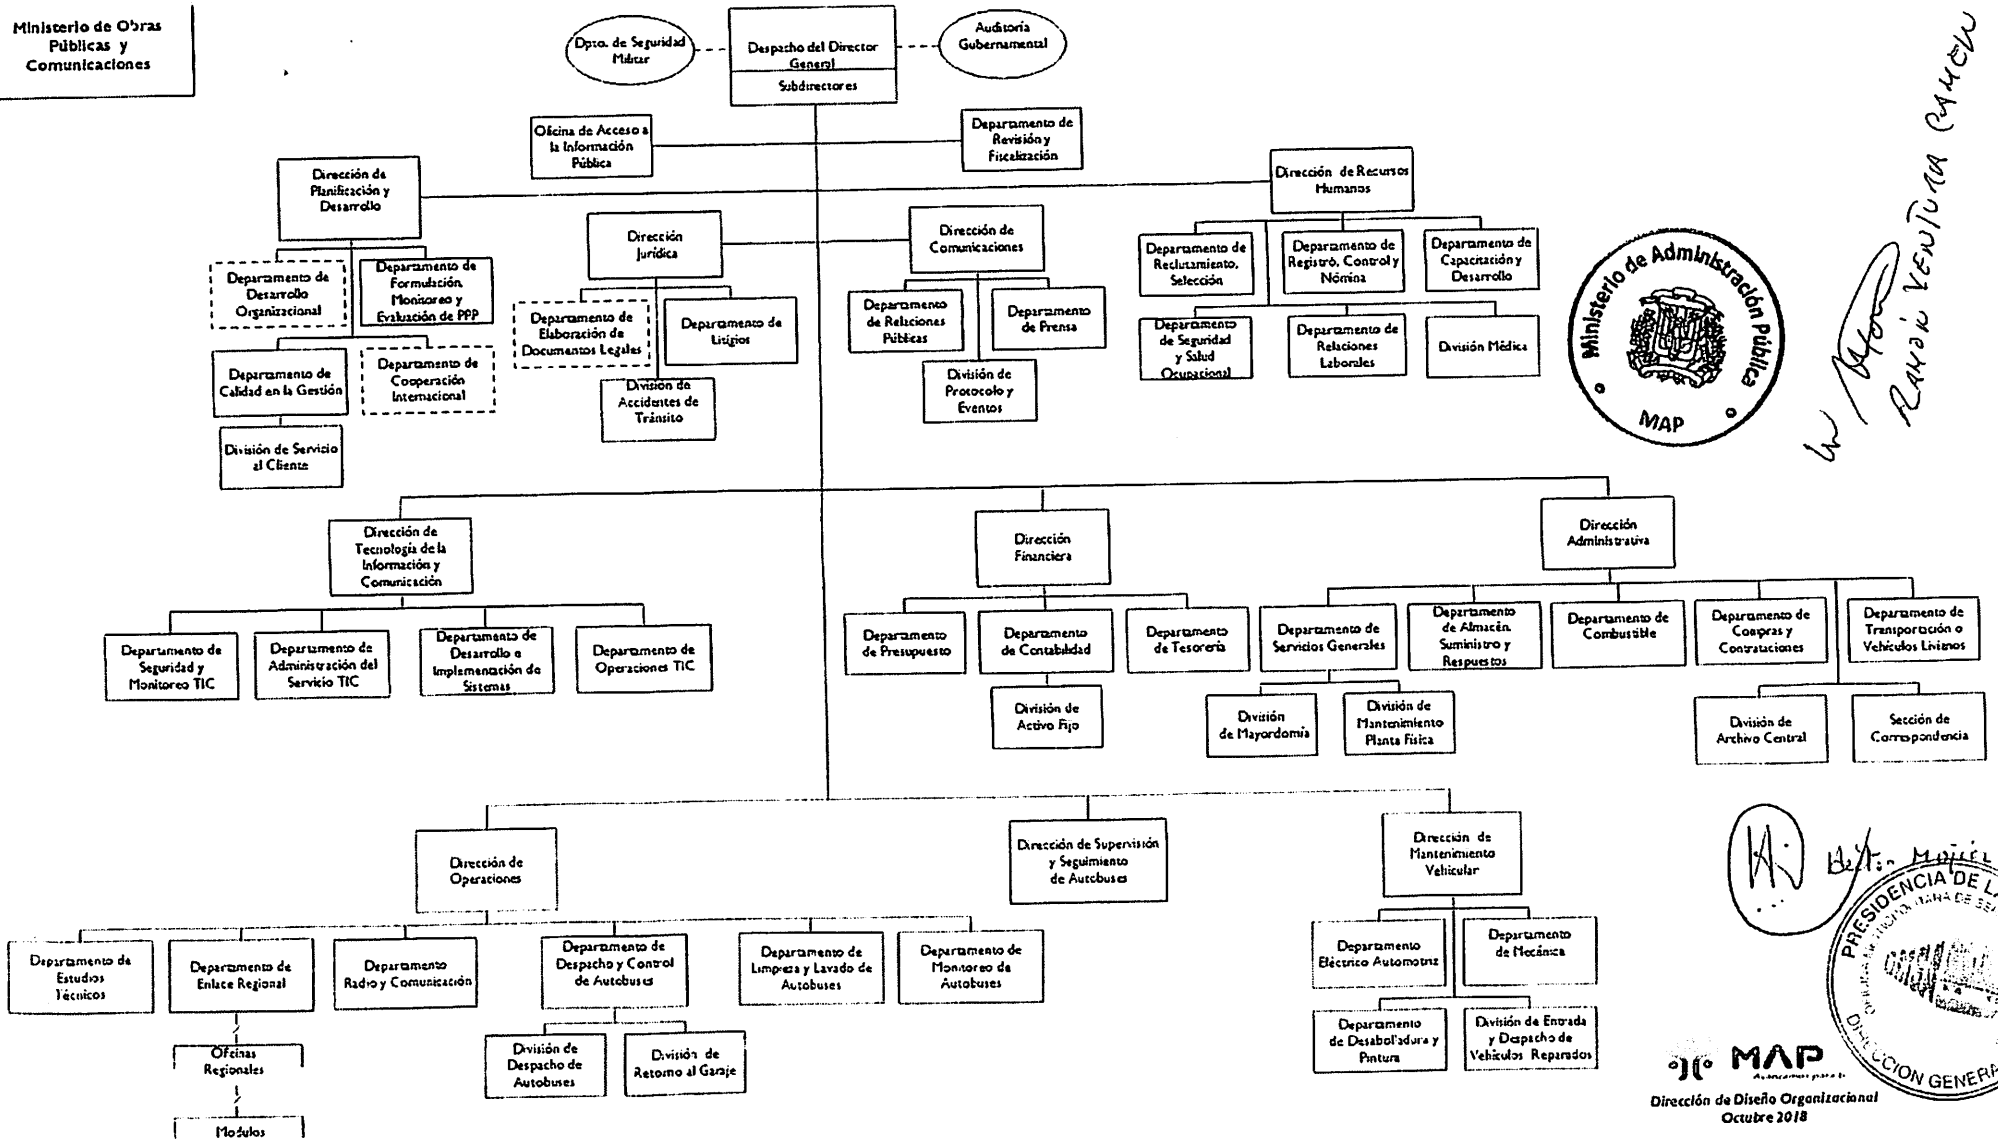 Ministerio de Obras
Públicas y
Comunicaciones
Dpto. de Seguridad
Militar
Despacho del Director
General
Subdirectores
Auditoría
Gubernamental
Oficina de Acceso a
la Información
Pública
Departamento de
Revisión y
Fiscalización
Dirección de
Planificación y
Desarrollo
Dirección de Recursos
Humanos
Dirección
Jurídica
Dirección de
Comunicaciones
Departamento de
Desarrollo
Organizacional
Departamento de
Formulación,
Monitoreo y
Evaluación de PPP
Departamento de
Calidad en la Gestión
Departamento de
Cooperación
Internacional
División de Servicio
al Cliente
Departamento de
Elaboración de
Documentos Legales
Departamento de
Litigios
División de
Accidentes de
Tránsito
Departamento
de Relaciones
Públicas
Departamento
de Prensa
División de
Protocolo y
Eventos
Departamento de
Reclutamiento,
Selección
Departamento de
Registro, Control y
Nómina
Departamento de
Capacitación y
Desarrollo
Departamento
de Seguridad
y Salud
Ocupacional
Departamento de
Relaciones
Laborales
División Médica
Ministerio de Administración Pública
MAP
RAMÓN VENTURA CAMEJO
Dirección de
Tecnología de la
Información y
Comunicación
Dirección
Financiera
Dirección
Administrativa
Departamento de
Seguridad y
Monitoreo TIC
Departamento de
Administración del
Servicio TIC
Departamento de
Desarrollo e
Implementación de
Sistemas
Departamento de
Operaciones TIC
Departamento
de Presupuesto
Departamento
de Contabilidad
Departamento
de Tesorería
División de
Activo Fijo
Departamento de
Servicios Generales
Departamento
de Almacén,
Suministro y
Respuestos
Departamento de
Combustible
Departamento de
Compras y
Contrataciones
Departamento de
Transportación o
Vehículos Livianos
División
de Mayordomía
División de
Mantenimiento
Planta Física
División de
Archivo Central
Sección de
Correspondencia
Dirección de
Operaciones
Dirección de Supervisión
y Seguimiento
de Autobuses
Dirección de
Mantenimiento
Vehicular
Departamento de
Estudios
Técnicos
Departamento de
Enlace Regional
Departamento
Radio y Comunicación
Departamento de
Despacho y Control
de Autobuses
Departamento de
Limpieza y Lavado de
Autobuses
Departamento de
Monitoreo de
Autobuses
Oficinas
Regionales
Modulos
División de
Despacho de
Autobuses
División de
Retorno al Garaje
Departamento
Eléctrico Automotriz
Departamento
de Mecánica
Departamento
de Desabolladura y
Pintura
División de Entrada
y Despacho de
Vehículos Reparados
PRESIDENCIA DE LA
DIRECCION GENERA
MAP
Dirección de Diseño Organizacional
Octubre 2018